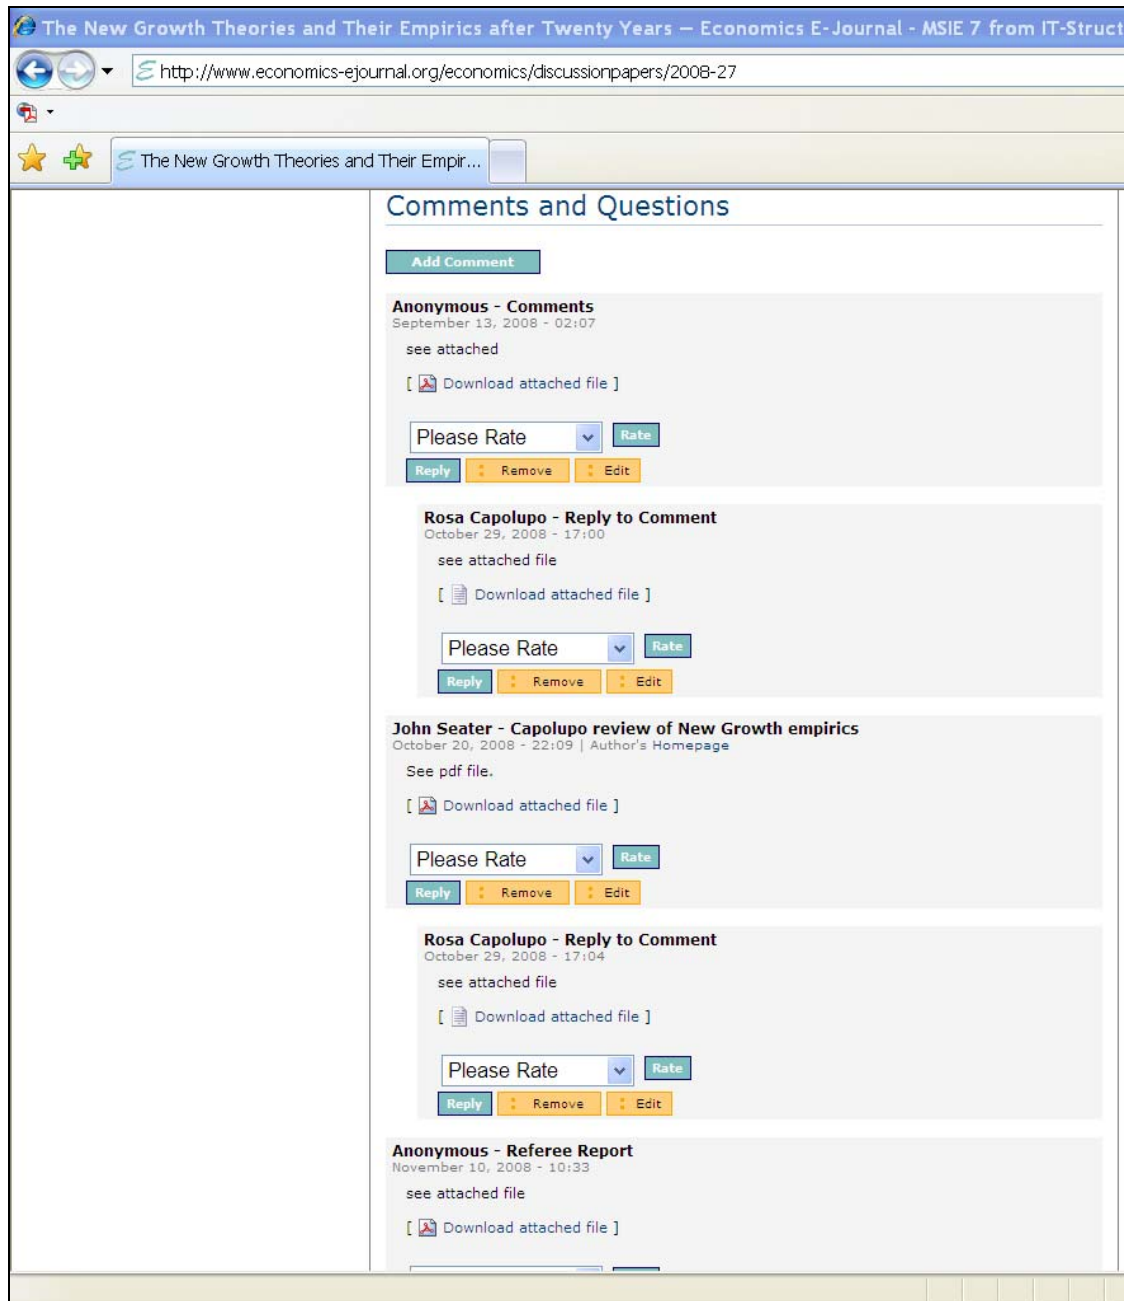 The New Growth Theories and Their Empirics after Twenty Years — Economics E-Journal - MSIE 7 from IT-Struct
http://www.economics-ejournal.org/economics/discussionpapers/2008-27
The New Growth Theories and Their Empir...
Comments and Questions
Add Comment
Anonymous - Comments
September 13, 2008 - 02:07
see attached
[ Download attached file ]
Please Rate Rate
Reply Remove Edit
Rosa Capolupo - Reply to Comment
October 29, 2008 - 17:00
see attached file
[ Download attached file ]
Please Rate Rate
Reply Remove Edit
John Seater - Capolupo review of New Growth empirics
October 20, 2008 - 22:09 | Author's Homepage
See pdf file.
[ Download attached file ]
Please Rate Rate
Reply Remove Edit
Rosa Capolupo - Reply to Comment
October 29, 2008 - 17:04
see attached file
[ Download attached file ]
Please Rate Rate
Reply Remove Edit
Anonymous - Referee Report
November 10, 2008 - 10:33
see attached file
[ Download attached file ]